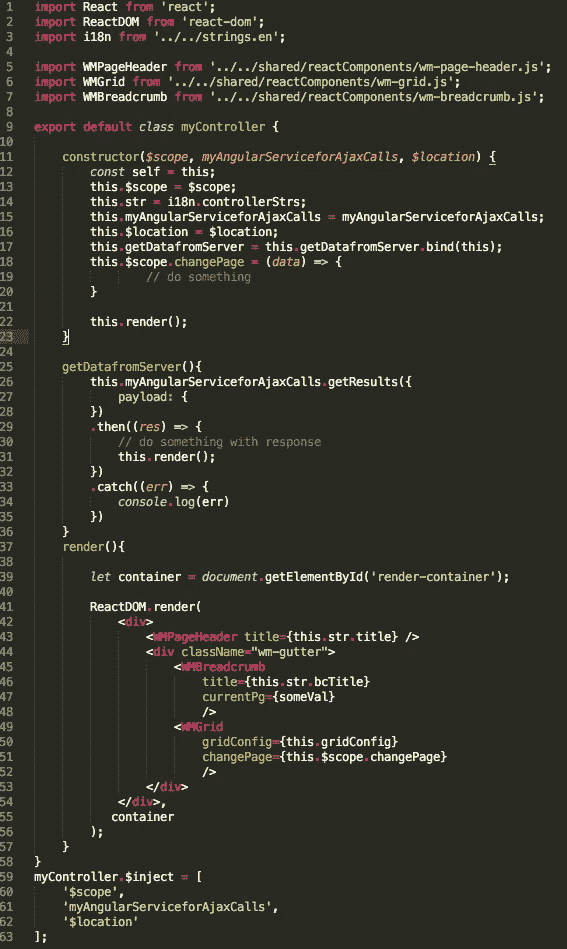 1 import React from 'react';
2 import ReactDOM from 'react-dom';
3 import i18n from '../../strings.en';
4
5 import WMPageHeader from '../../shared/reactComponents/wm-page-header.js';
6 import WMGrid from '../../shared/reactComponents/wm-grid.js';
7 import WMBreadcrumb from '../../shared/reactComponents/wm-breadcrumb.js';
8
9 export default class myController {
10
11     constructor($scope, myAngularServiceforAjaxCalls, $location) {
12         const self = this;
13         this.$scope = $scope;
14         this.str = i18n.controllerStrs;
15         this.myAngularServiceforAjaxCalls = myAngularServiceforAjaxCalls;
16         this.$location = $location;
17         this.getDatafromServer = this.getDatafromServer.bind(this);
18         this.$scope.changePage = (data) => {
19                 // do something
20         }
21
22         this.render();
23     }
24
25     getDatafromServer(){
26         this.myAngularServiceforAjaxCalls.getResults({
27             payload: {
28         })
29         .then((res) => {
30             // do something with response
31             this.render();
32         })
33         .catch((err) => {
34             console.log(err)
35         })
36     }
37     render(){
38
39         let container = document.getElementById('render-container');
40
41         ReactDOM.render(
42             <div>
43                 <WMPageHeader title={this.str.title} />
44                 <div className="wm-gutter">
45                     <WMBreadcrumb
46                         title={this.str.bcTitle}
47                         currentPg={someVal}
48                         />
49                     <WMGrid
50                         gridConfig={this.gridConfig}
51                         changePage={this.$scope.changePage}
52                         />
53                 </div>
54             </div>,
55            container
56         );
57     }
58 }
59 myController.$inject = [
60     '$scope',
61     'myAngularServiceforAjaxCalls',
62     '$location'
63 ];